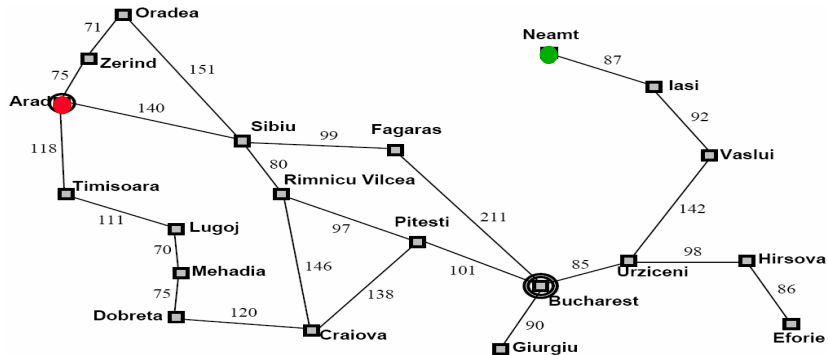 Oradea
Neamt
71
87
Zerind
151
Iasi
75
Arad
140
92
Sibiu
99
Fagaras
118
80
Vaslui
Timisoara
Rimnicu Vilcea
111
Lugoj
97
Pitesti
211
142
70
146
98
Hirsova
Mehadia
101
85
Urziceni
75
138
Bucharest
86
Dobreta
120
Craiova
90
Giurgiu
Eforie